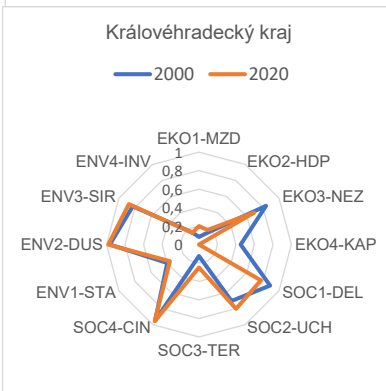 Královéhradecký kraj
2000 2020
EKO1-MZD
ENV4-INV EKO2-HDP
ENV3-SIR EKO3-NEZ
ENV2-DUS EKO4-KAP
ENV1-STA SOC1-DEL
SOC4-CIN SOC2-UCH
SOC3-TER
1
0,8
0,6
0,4
0,2
0